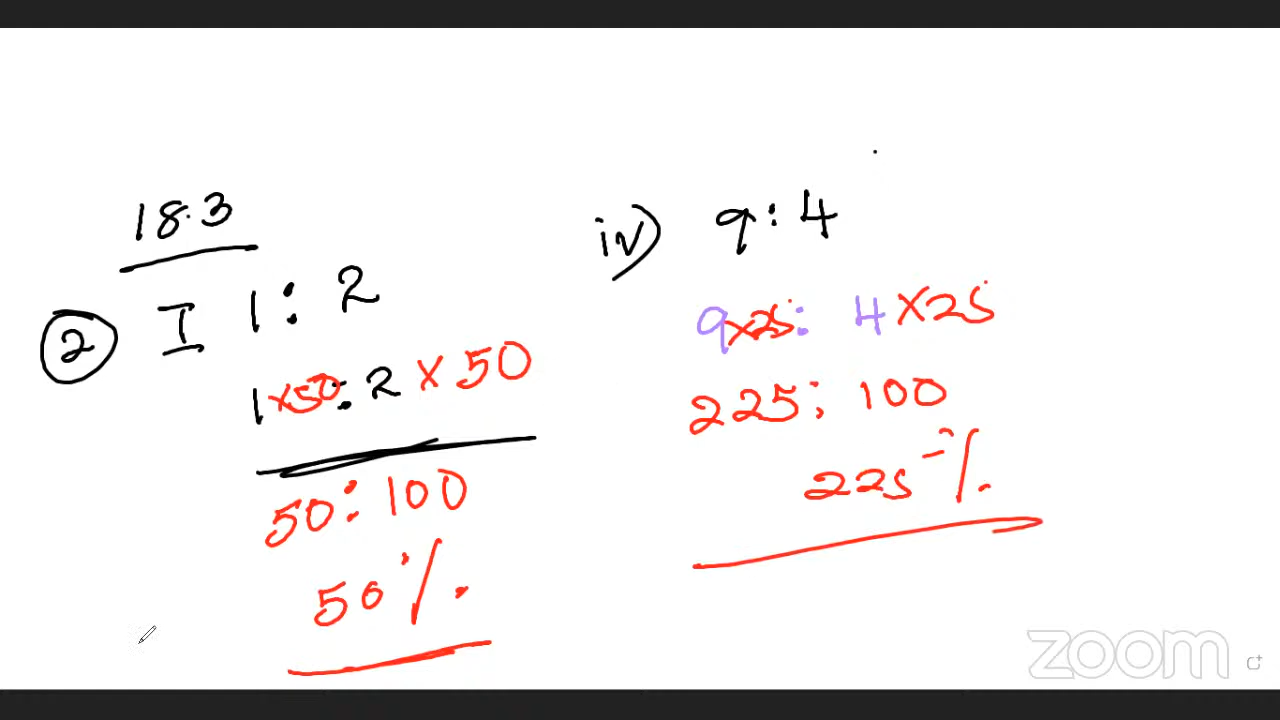 18.3
② I 1 : 2
1 × 50 : 2 × 50
50 : 100
50 %
iv) 9 : 4
9 × 25 : 4 × 25
225 : 100
225 %
zoom